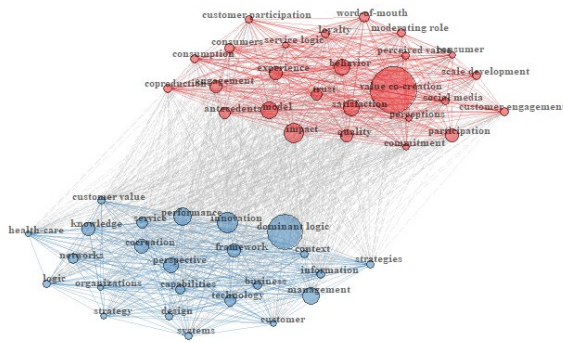 customer participation
word-of-mouth
loyalty
moderating role
consumers
service logic
consumption
perceived value
consumer
experience
behavior
scale development
coproduction
engagement
value co-creation
trust
social media
antecedents
model
satisfaction
customer engagement
perceptions
impact
quality
participation
commitment
customer value
performance
health care
knowledge
service
innovation
dominant logic
cocreation
framework
context
networks
perspective
strategies
information
logic
organizations
capabilities
business
management
technology
strategy
design
customer
systems